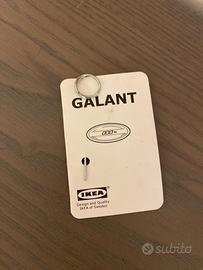 GALANT
IKEA
Design and Quality
IKEA of Sweden
subito